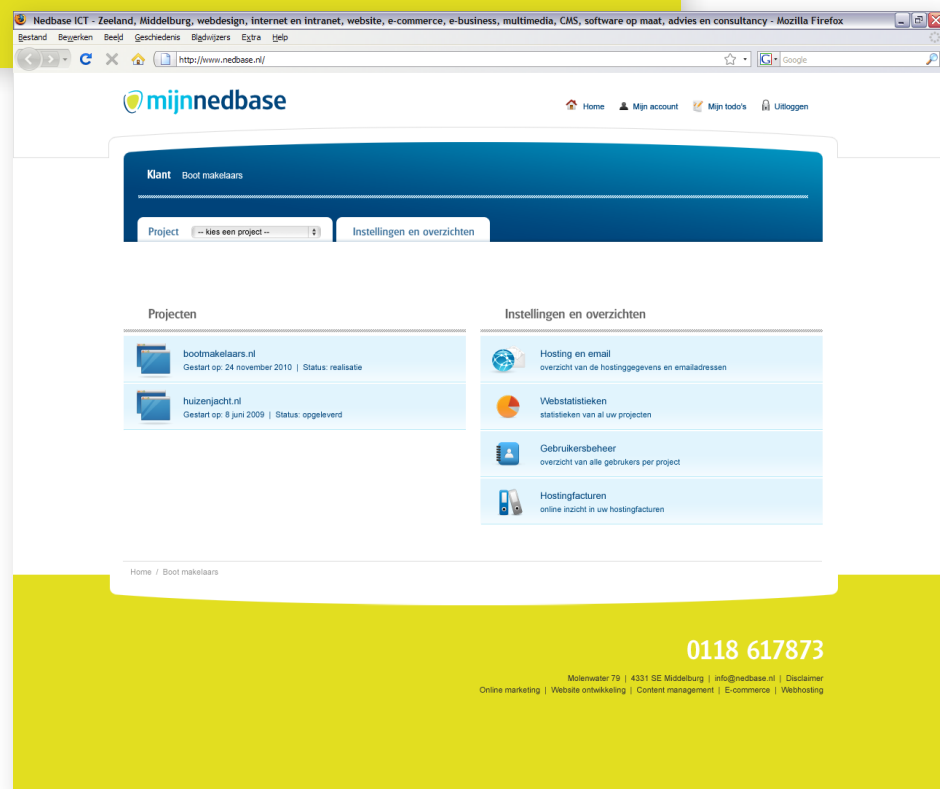 Nedbase ICT - Zeeland, Middelburg, webdesign, internet en intranet, website, e-commerce, e-business, multimedia, CMS, software op maat, advies en consultancy - Mozilla Firefox
Bestand Bewerken Beeld Geschiedenis Bladwijzers Extra Help
http://www.nedbase.nl/ G Google
mijnnedbase
Home Mijn account Mijn todo's Uitloggen
Klant Boot makelaars
Project -- kies een project -- Instellingen en overzichten
Projecten
bootmakelaars.nl
Gestart op: 24 november 2010 | Status: realisatie
huizenjacht.nl
Gestart op: 8 juni 2009 | Status: opgeleverd
Instellingen en overzichten
Hosting en email
overzicht van de hostinggegevens en emailadressen
Webstatistieken
statistieken van al uw projecten
Gebruikersbeheer
overzicht van alle gebrukers per project
Hostingfacturen
online inzicht in uw hostingfacturen
Home / Boot makelaars
0118 617873
Molenwater 79 | 4331 SE Middelburg | info@nedbase.nl | Disclaimer
Online marketing | Website ontwikkeling | Content management | E-commerce | Webhosting